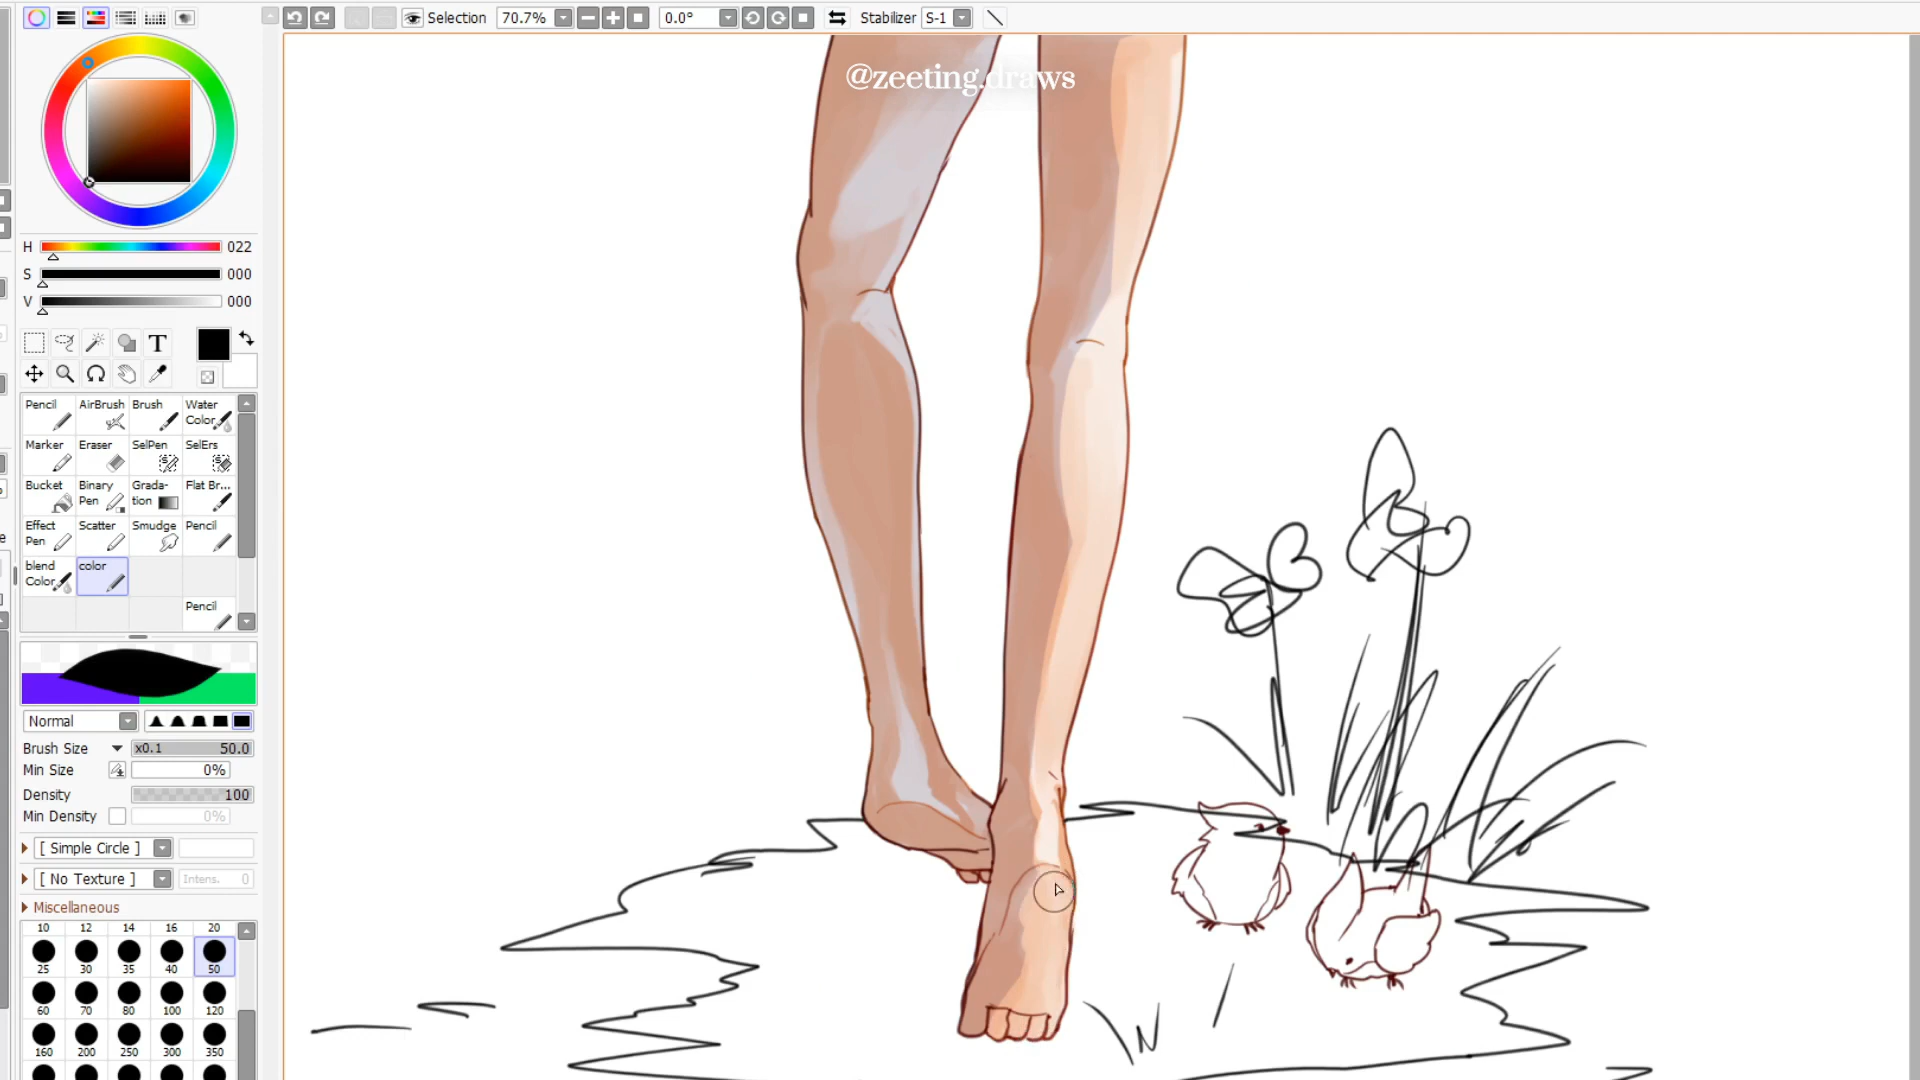 Selection 70.7% 0.0° Stabilizer S-1
@zeeting.draws
H 022
S 000
V 000
T
Pencil AirBrush Brush Water Color
Marker Eraser SelPen SelErs
Bucket Binary Pen Grada-tion Flat Br...
Effect Pen Scatter Smudge Pencil
blend Color color
Pencil
Normal
Brush Size x0.1 50.0
Min Size 0%
Density 100
Min Density 0%
[ Simple Circle ]
[ No Texture ] Intens. 0
Miscellaneous
10 12 14 16 20
25 30 35 40 50
60 70 80 100 120
160 200 250 300 350